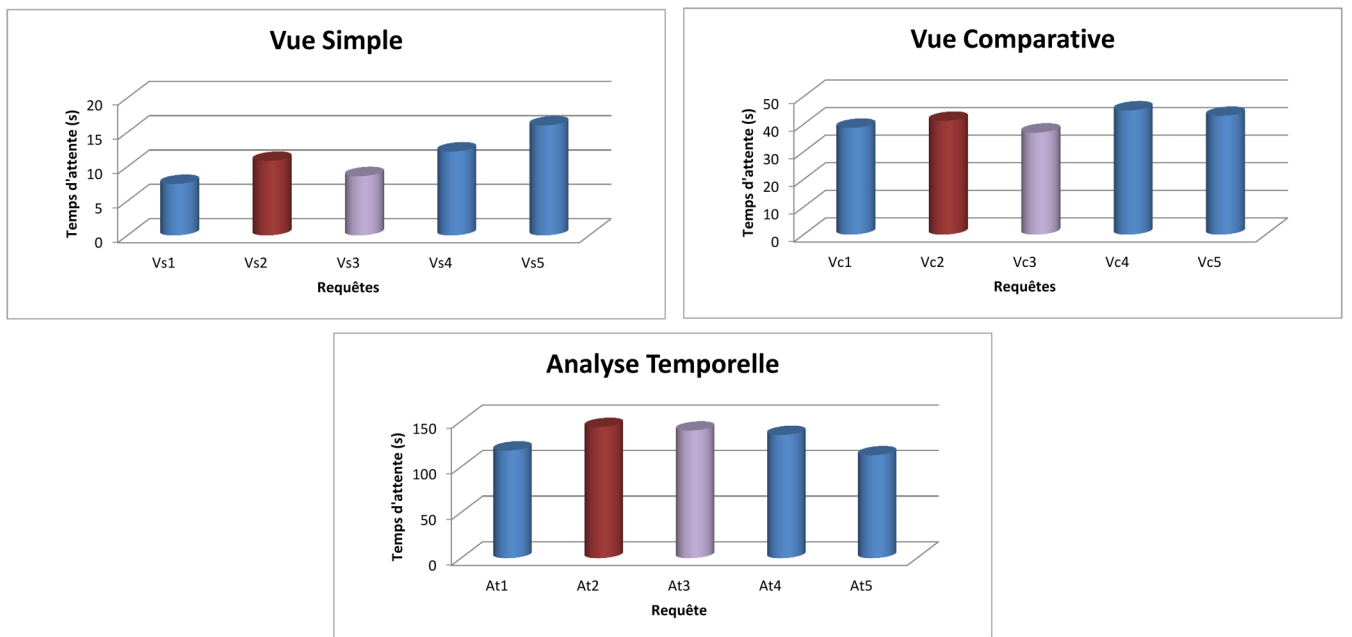 Vue Simple
Temps d'attente (s)
20
15
10
5
0
Vs1 Vs2 Vs3 Vs4 Vs5
Requêtes
Vue Comparative
Temps d'attente (s)
50
40
30
20
10
0
Vc1 Vc2 Vc3 Vc4 Vc5
Requêtes
Analyse Temporelle
Temps d'attente (s)
150
100
50
0
At1 At2 At3 At4 At5
Requête